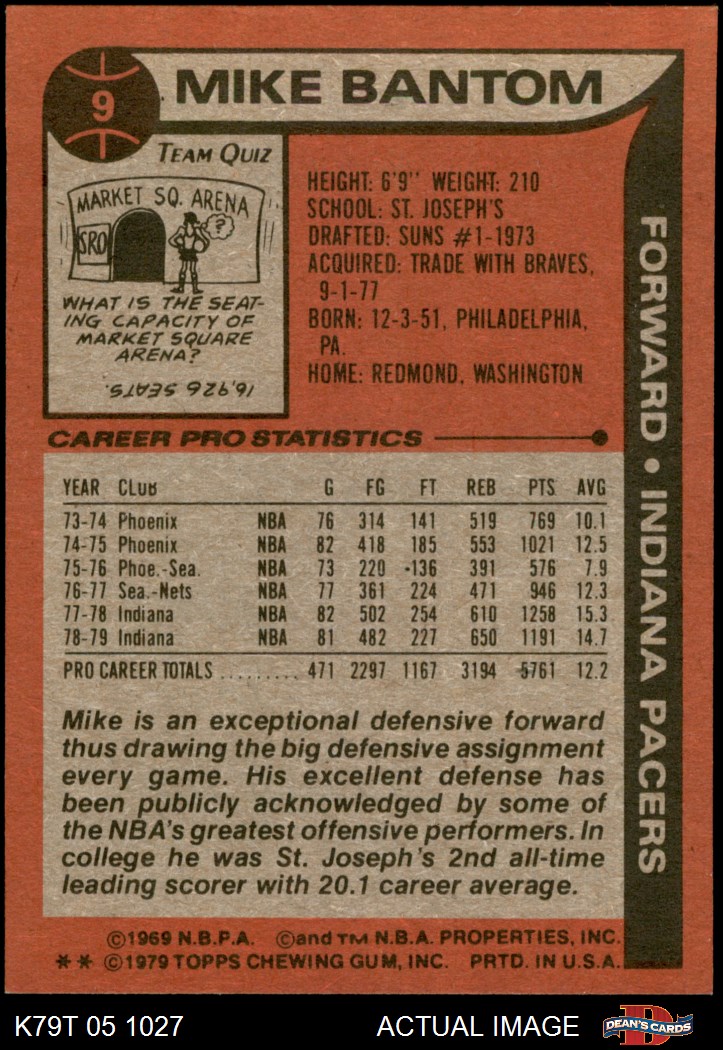 9
MIKE BANTOM
TEAM QUIZ
MARKET SQ. ARENA
SRO
?
WHAT IS THE SEAT-
ING CAPACITY OF
MARKET SQUARE
ARENA?
16,926 SEATS.
HEIGHT: 6'9" WEIGHT: 210
SCHOOL: ST. JOSEPH'S
DRAFTED: SUNS #1-1973
ACQUIRED: TRADE WITH BRAVES,
9-1-77
BORN: 12-3-51, PHILADELPHIA,
PA.
HOME: REDMOND, WASHINGTON
FORWARD • INDIANA PACERS
CAREER PRO STATISTICS
YEAR CLUB G FG FT REB PTS AVG
73-74 Phoenix NBA 76 314 141 519 769 10.1
74-75 Phoenix NBA 82 418 185 553 1021 12.5
75-76 Phoe.-Sea. NBA 73 220 136 391 576 7.9
76-77 Sea.-Nets NBA 77 361 224 471 946 12.3
77-78 Indiana NBA 82 502 254 610 1258 15.3
78-79 Indiana NBA 81 482 227 650 1191 14.7
PRO CAREER TOTALS ......... 471 2297 1167 3194 5761 12.2
Mike is an exceptional defensive forward
thus drawing the big defensive assignment
every game. His excellent defense has
been publicly acknowledged by some of
the NBA's greatest offensive performers. In
college he was St. Joseph's 2nd all-time
leading scorer with 20.1 career average.
©1969 N.B.P.A. ©and TM N.B.A. PROPERTIES, INC.
** ©1979 TOPPS CHEWING GUM, INC. PRTD. IN U.S.A.
K79T 05 1027 ACTUAL IMAGE DEAN'S CARDS